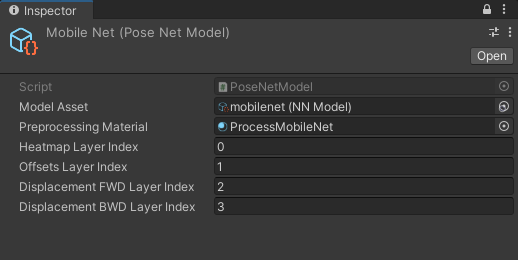 Inspector
Mobile Net (Pose Net Model)
Open
Script PoseNetModel
Model Asset mobilenet (NN Model)
Preprocessing Material ProcessMobileNet
Heatmap Layer Index 0
Offsets Layer Index 1
Displacement FWD Layer Index 2
Displacement BWD Layer Index 3